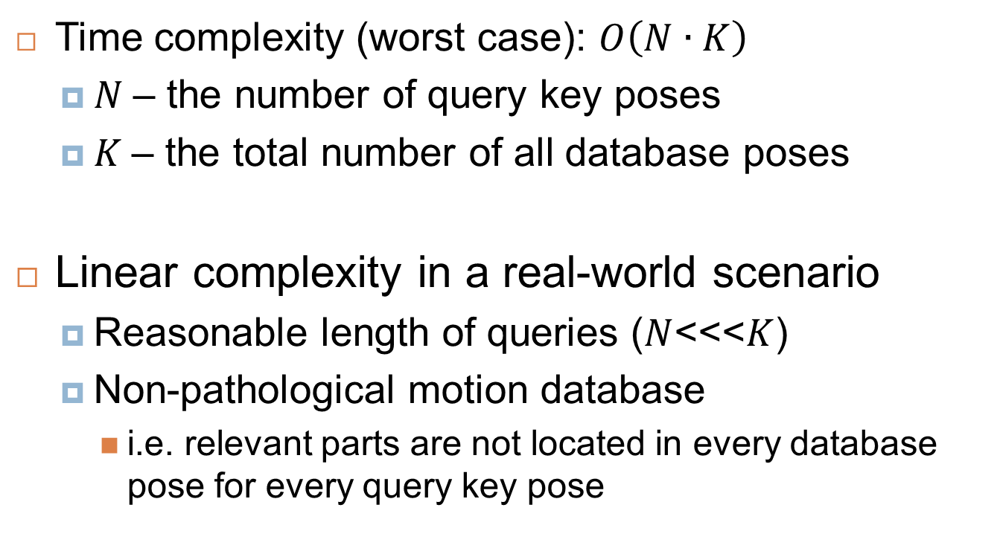 Time complexity (worst case): O(N · K)
N – the number of query key poses
K – the total number of all database poses
Linear complexity in a real-world scenario
Reasonable length of queries (N<<<K)
Non-pathological motion database
i.e. relevant parts are not located in every database
pose for every query key pose